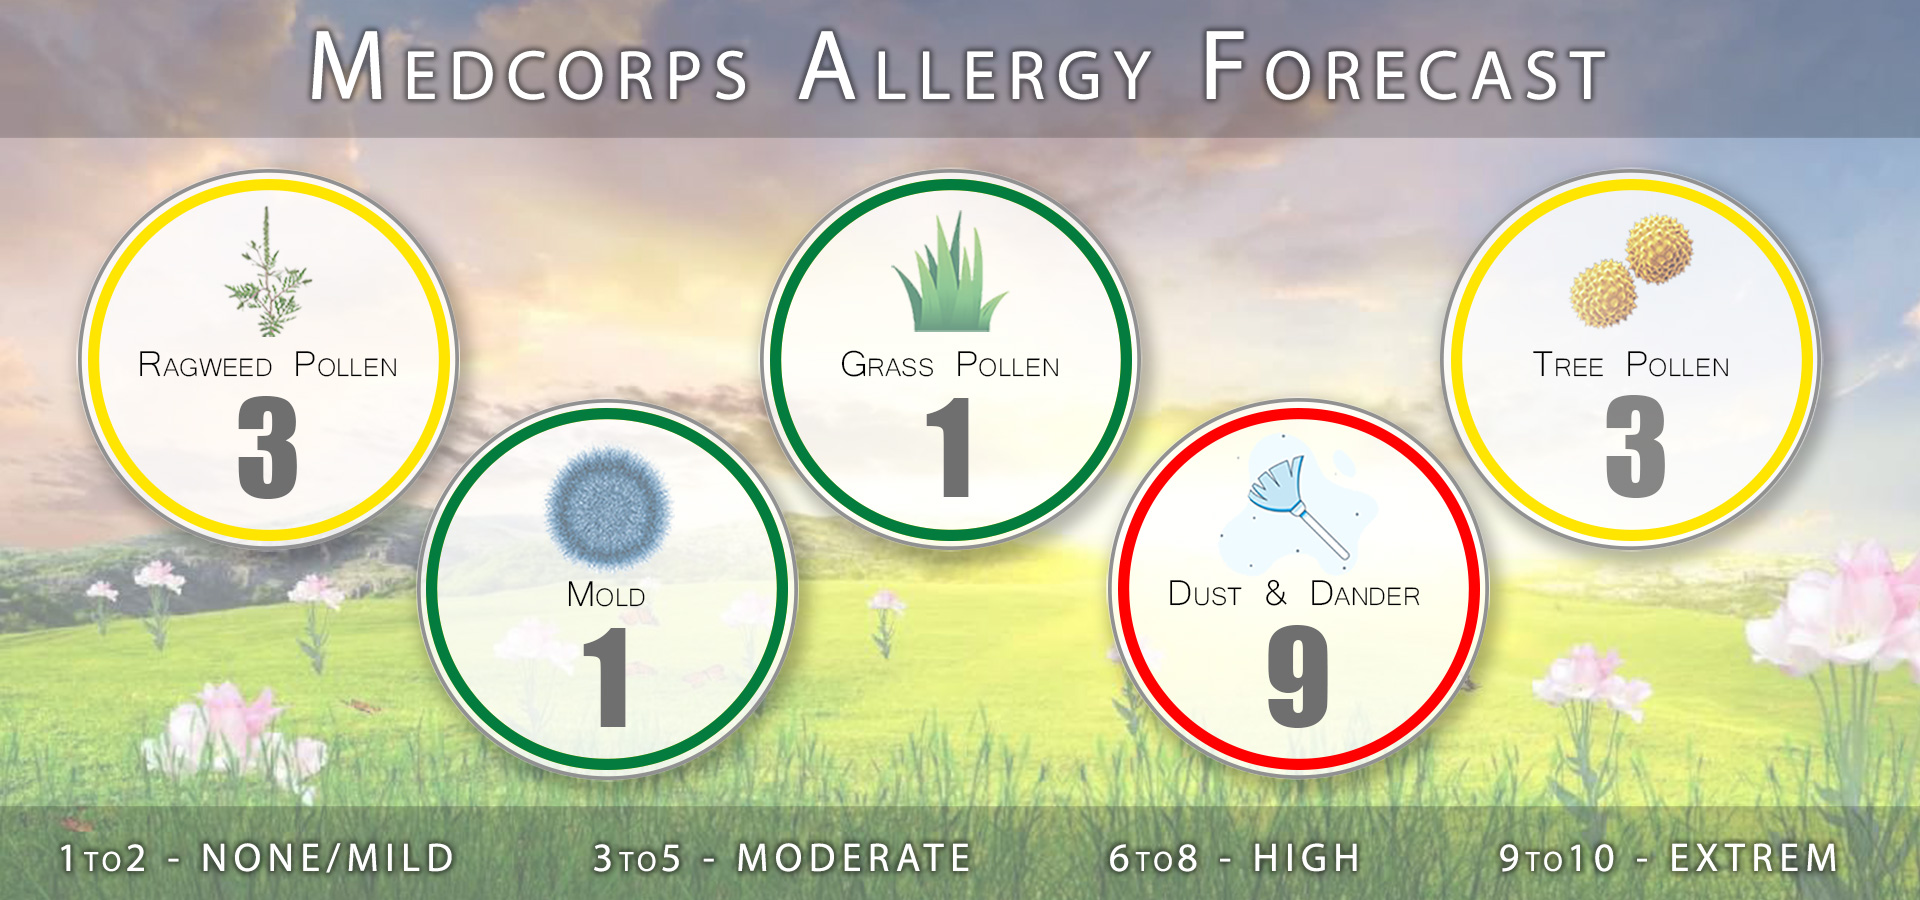 Medcorps Allergy Forecast
Ragweed Pollen
3
Mold
1
Grass Pollen
1
Dust & Dander
9
Tree Pollen
3
1to2 - NONE/MILD
3to5 - MODERATE
6to8 - HIGH
9to10 - EXTREM